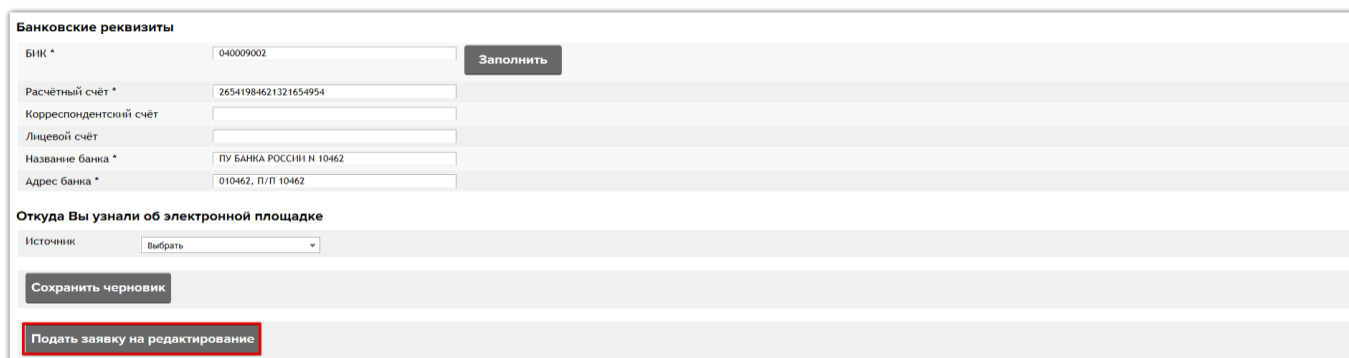 Банковские реквизиты
БИК * 040009002 Заполнить
Расчётный счёт * 26541984621321654954
Корреспондентский счёт
Лицевой счёт
Название банка * ПУ БАНКА РОССИИ N 10462
Адрес банка * 010462, П/П 10462
Откуда Вы узнали об электронной площадке
Источник Выбрать
Сохранить черновик
Подать заявку на редактирование